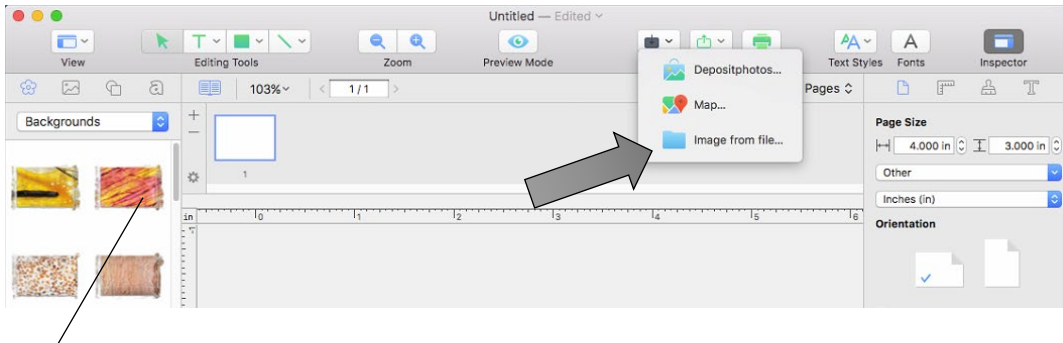 Untitled — Edited
View
Editing Tools
Zoom
Preview Mode
Text Styles
Fonts
Inspector
103%
1/1
Pages
Depositphotos...
Map...
Image from file...
Backgrounds
1
in
0 1 2 3 4 5 6
Page Size
4.000 in
3.000 in
Other
Inches (in)
Orientation